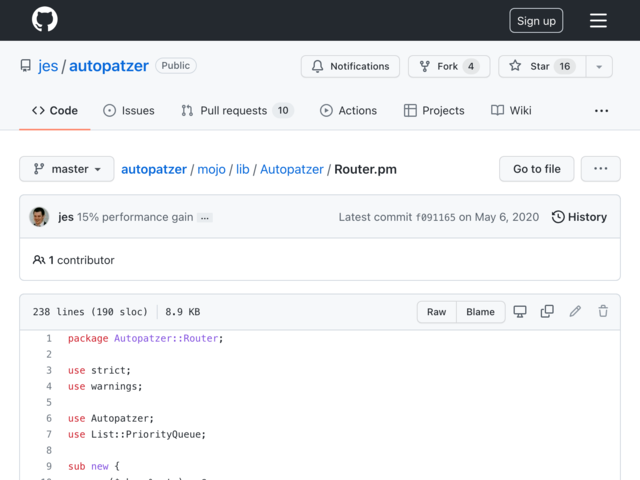 Sign up
jes / autopatzer Public
Notifications Fork 4 Star 16
Code Issues Pull requests 10 Actions Projects Wiki
master autopatzer / mojo / lib / Autopatzer / Router.pm Go to file
jes 15% performance gain ... Latest commit f091165 on May 6, 2020 History
1 contributor
238 lines (190 sloc) 8.9 KB Raw Blame
1 package Autopatzer::Router;
2
3 use strict;
4 use warnings;
5
6 use Autopatzer;
7 use List::PriorityQueue;
8
9 sub new {